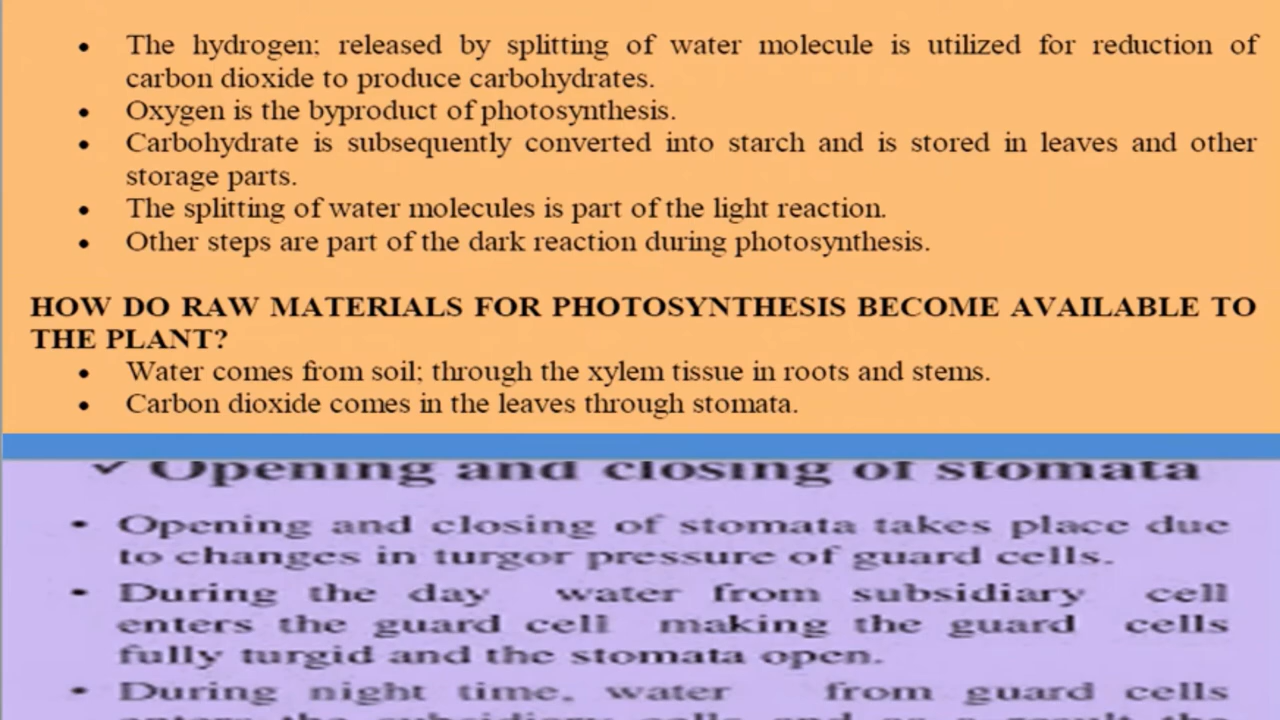 • The hydrogen; released by splitting of water molecule is utilized for reduction of
carbon dioxide to produce carbohydrates.
• Oxygen is the byproduct of photosynthesis.
• Carbohydrate is subsequently converted into starch and is stored in leaves and other
storage parts.
• The splitting of water molecules is part of the light reaction.
• Other steps are part of the dark reaction during photosynthesis.
HOW DO RAW MATERIALS FOR PHOTOSYNTHESIS BECOME AVAILABLE TO
THE PLANT?
• Water comes from soil; through the xylem tissue in roots and stems.
• Carbon dioxide comes in the leaves through stomata.
✓ Opening and closing of stomata
• Opening and closing of stomata takes place due
to changes in turgor pressure of guard cells.
• During the day water from subsidiary cell
enters the guard cell making the guard cells
fully turgid and the stomata open.
• During night time, water from guard cells